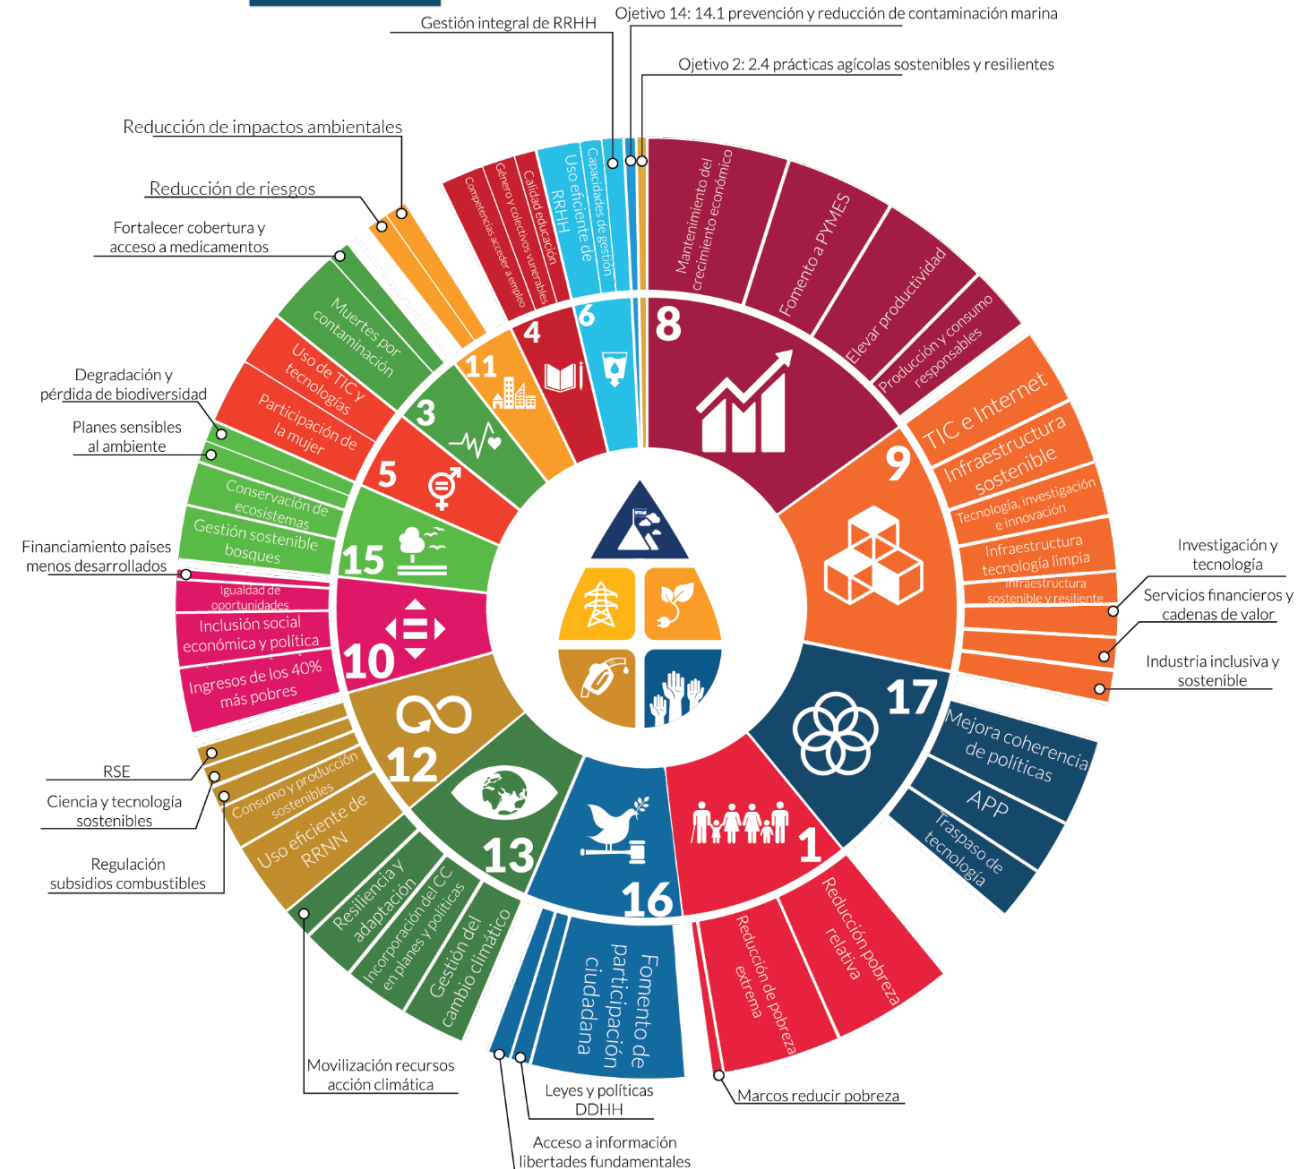 Gestión integral de RRHH
Ojetivo 14: 14.1 prevención y reducción de contaminación marina
Ojetivo 2: 2.4 prácticas agícolas sostenibles y resilientes
Reducción de impactos ambientales
Reducción de riesgos
Fortalecer cobertura y
acceso a medicamentos
Degradación y
pérdida de biodiversidad
Planes sensibles
al ambiente
Financiamiento países
menos desarrollados
RSE
Ciencia y tecnología
sostenibles
Regulación
subsidios combustibles
Movilización recursos
acción climática
Leyes y políticas
DDHH
Acceso a información
libertades fundamentales
Marcos reducir pobreza
Industria inclusiva y
sostenible
Servicios financieros y
cadenas de valor
Investigación y
tecnología
8
Mantenimiento del
crecimiento económico
Fomento a PYMES
Elevar productividad
Producción y consumo
responsables
9
TIC e Internet
Infraestructura
sostenible
Tecnología, investigación
e innovación
Infraestructura
tecnología limpia
Infraestructura
sostenible y resiliente
17
Mejora coherencia
de políticas
APP
Traspaso de
tecnología
1
Reducción pobreza
relativa
Reducción de pobreza
extrema
16
Fomento de
participación
ciudadana
13
Gestión del
cambio climático
Incorporación del CC
en planes y políticas
Resiliencia y
adaptación
12
Uso eficiente de
RRNN
Consumo y producción
sostenibles
10
Ingresos de los 40%
más pobres
Inclusión social
económica y política
Igualdad de
oportunidades
15
Gestión sostenible
bosques
Conservación de
ecosistemas
5
Participación de
la mujer
Uso de TIC y
tecnologías
3
Muertes por
contaminación
11
4
Competencias acceder a empleo
Género y colectivos vunerables
Calidad educación
6
Uso eficiente de
RRHH
Capacidades de gestión